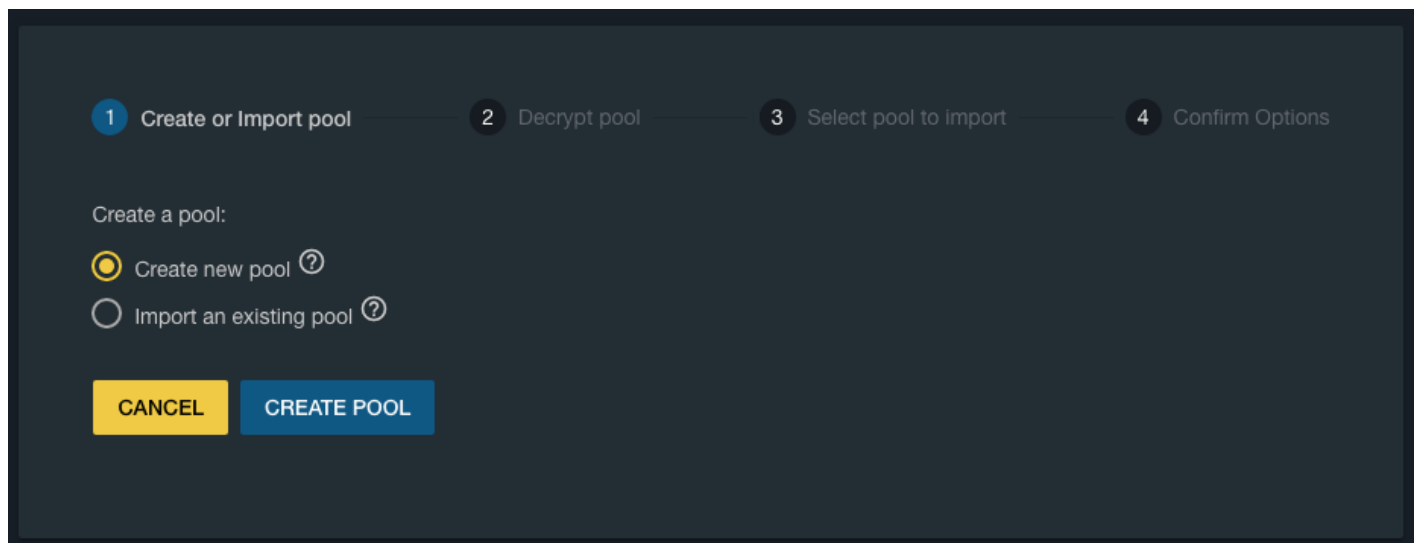 1 Create or Import pool 2 Decrypt pool 3 Select pool to import 4 Confirm Options
Create a pool:
Create new pool ?
Import an existing pool ?
CANCEL CREATE POOL